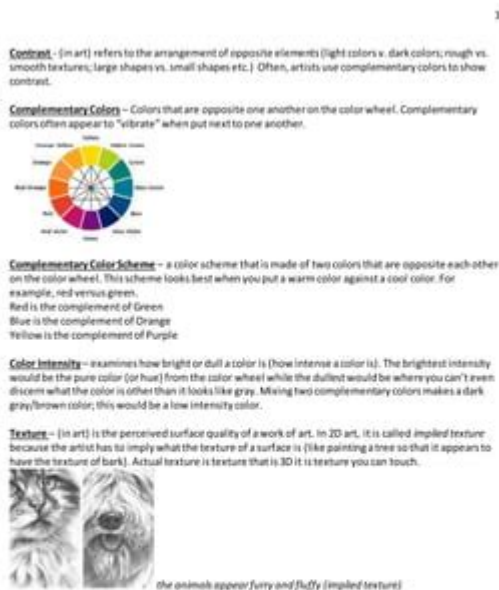 1
Contrast - (in art) refers to the arrangement of opposite elements (light colors v. dark colors; rough vs.
smooth textures; large shapes vs. small shapes etc.) Often, artists use complementary colors to show
contrast.
Complementary Colors – Colors that are opposite one another on the color wheel. Complementary
colors often appear to "vibrate" when put next to one another.
Yellow
Orange
Green
Red Orange
Blue Green
Red
Blue
Violet
Complementary Color Scheme – a color scheme that is made of two colors that are opposite each other
on the color wheel. This scheme looks best when you put a warm color against a cool color. For
example, red versus green.
Red is the complement of Green
Blue is the complement of Orange
Yellow is the complement of Purple
Color Intensity – examines how bright or dull a color is (how intense a color is). The brightest intensity
would be the pure color (or hue) from the color wheel while the dullest would be where you can't even
discern what the color is other than it looks like gray. Mixing two complementary colors makes a dark
gray/brown color; this would be a low intensity color.
Texture – (in art) is the perceived surface quality of a work of art. In 2D art, it is called implied texture
because the artist has to imply what the texture of a surface is (like painting a tree so that it appears to
have the texture of bark). Actual texture is texture that is 3D it is texture you can touch.
the animals appear furry and fluffy (implied texture)